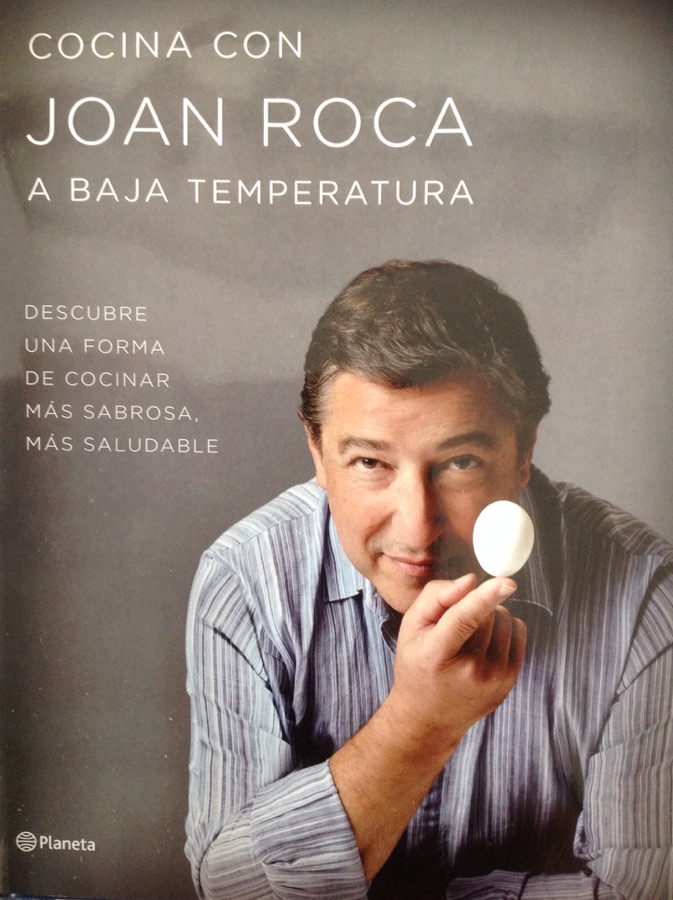 COCINA CON
JOAN ROCA
A BAJA TEMPERATURA
DESCUBRE
UNA FORMA
DE COCINAR
MÁS SABROSA,
MÁS SALUDABLE
Planeta